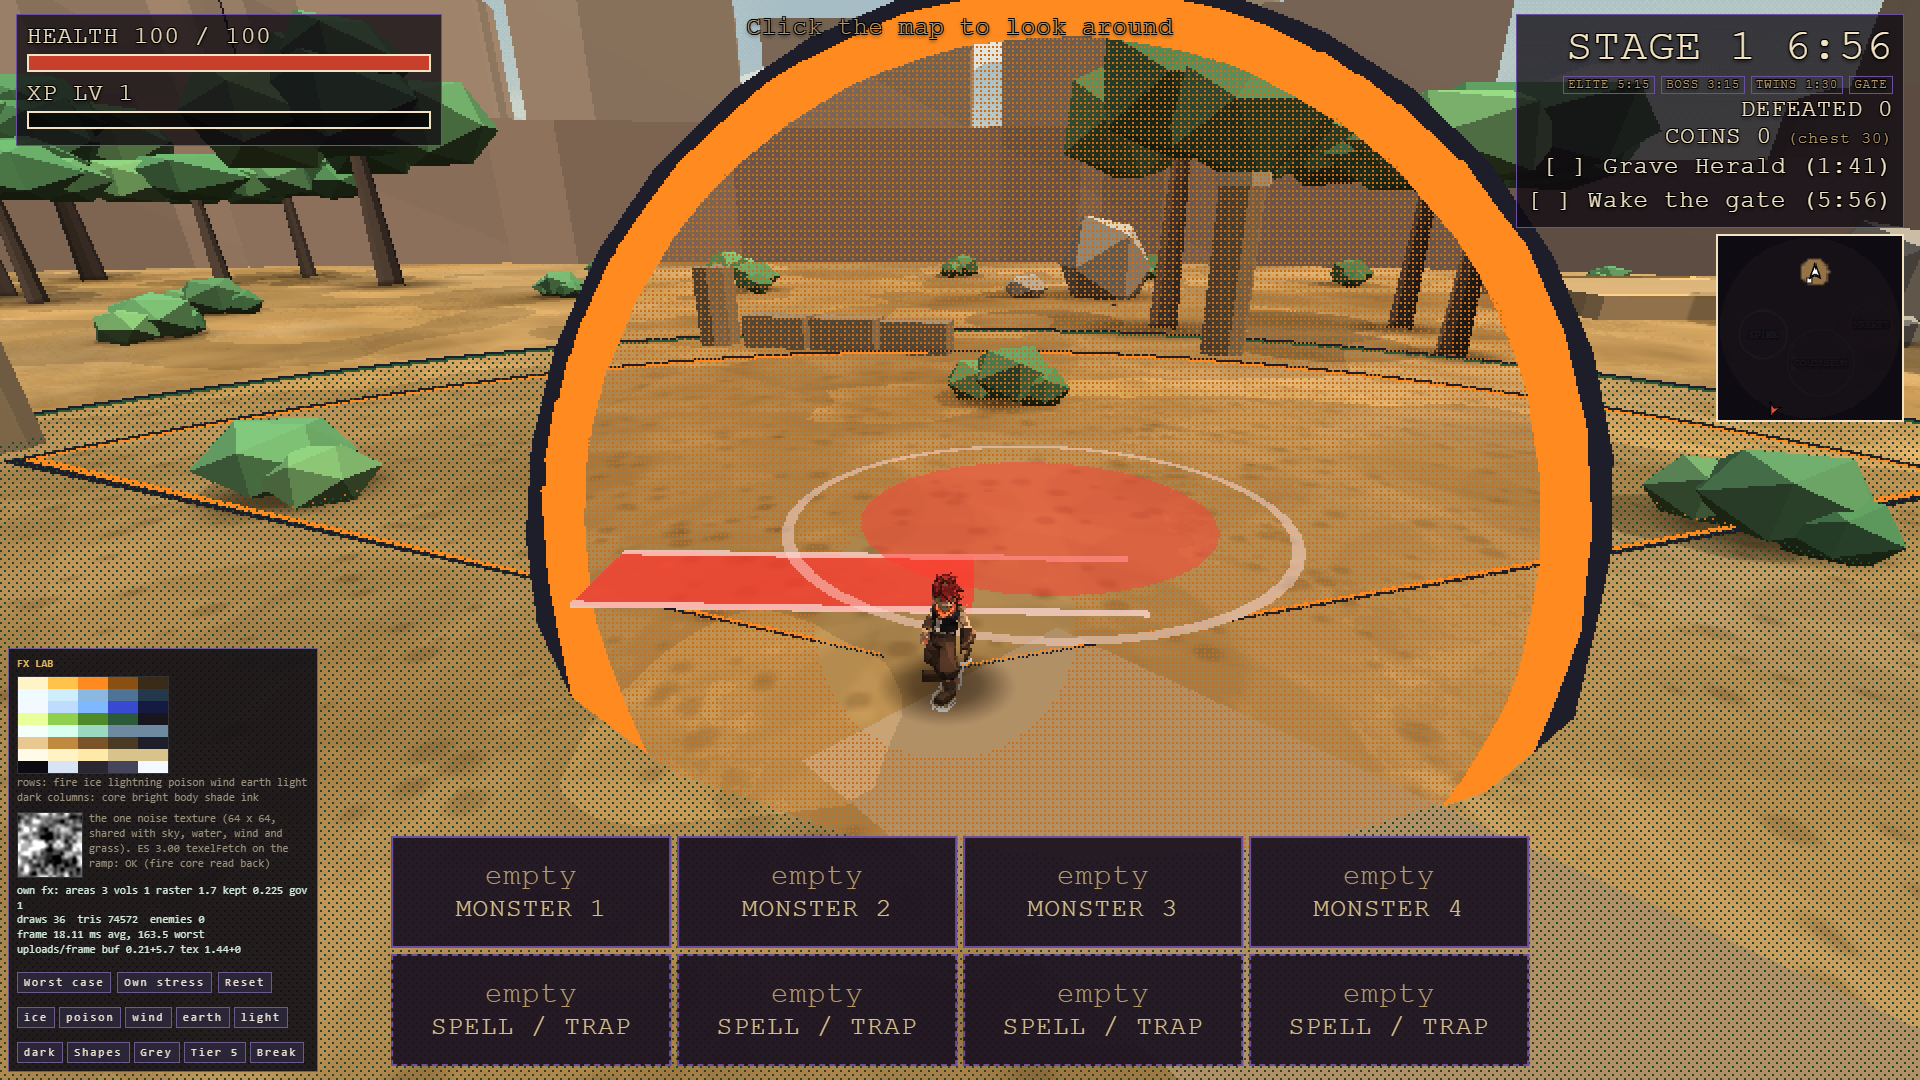 HEALTH 100 / 100
XP LV 1
Click the map to look around
STAGE 1 6:56
ELITE 5:15 BOSS 3:15 TWINS 1:30 GATE
DEFEATED 0
COINS 0 (chest 30)
[ ] Grave Herald (1:41)
[ ] Wake the gate (5:56)
FX LAB
rows: fire ice lightning poison wind earth light
dark columns: core bright body shade ink
the one noise texture (64 x 64,
shared with sky, water, wind and
grass). ES 3.00 texelFetch on the
ramp: OK (fire core read back)
own fx: areas 3 vols 1 raster 1.7 kept 0.225 gov
1
draws 36 tris 74572 enemies 0
frame 18.11 ms avg, 163.5 worst
uploads/frame buf 0.21+5.7 tex 1.44+0
Worst case Own stress Reset
ice poison wind earth light
dark Shapes Grey Tier 5 Break
empty
MONSTER 1
empty
MONSTER 2
empty
MONSTER 3
empty
MONSTER 4
empty
SPELL / TRAP
empty
SPELL / TRAP
empty
SPELL / TRAP
empty
SPELL / TRAP